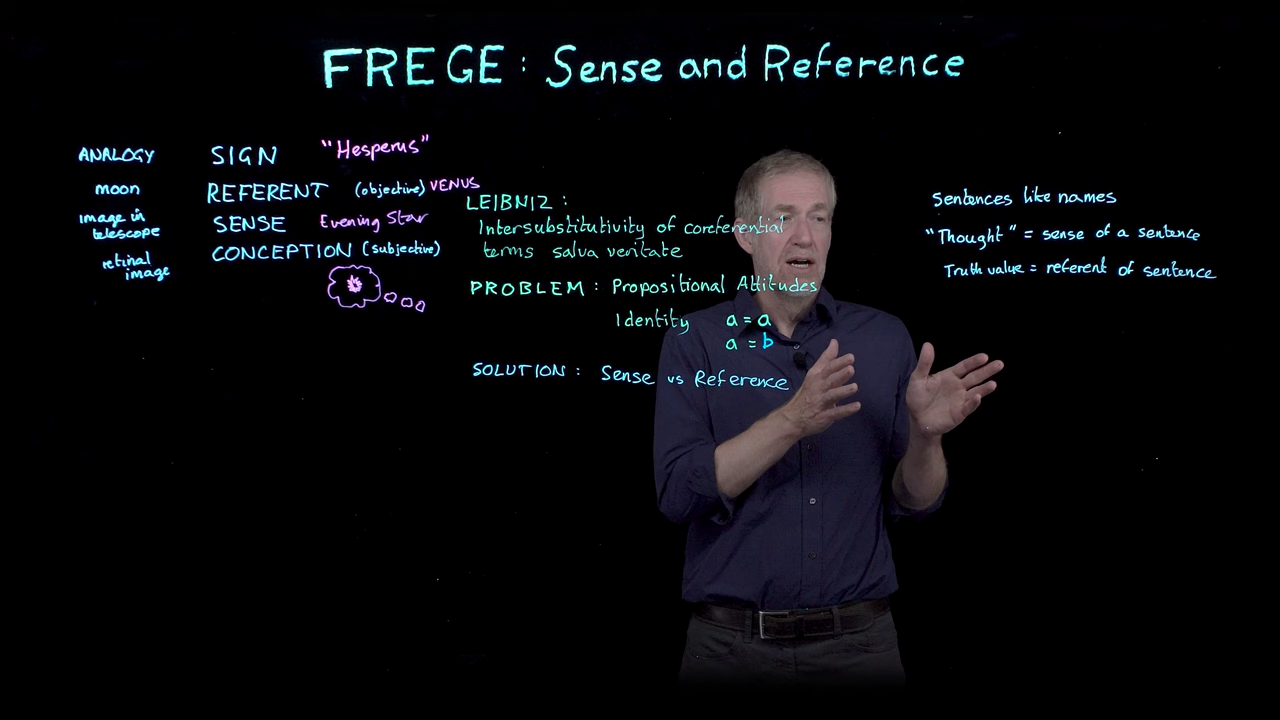 FREGE: Sense and Reference
ANALOGY SIGN "Hesperus"
moon REFERENT (objective) VENUS
image in telescope SENSE Evening Star
retinal image CONCEPTION (subjective)
LEIBNIZ:
Intersubstitutivity of coreferential
terms salva veritate
PROBLEM: Propositional Attitudes
Identity a = a
a = b
SOLUTION: Sense vs Reference
Sentences like names
"Thought" = sense of a sentence
Truth value = referent of sentence